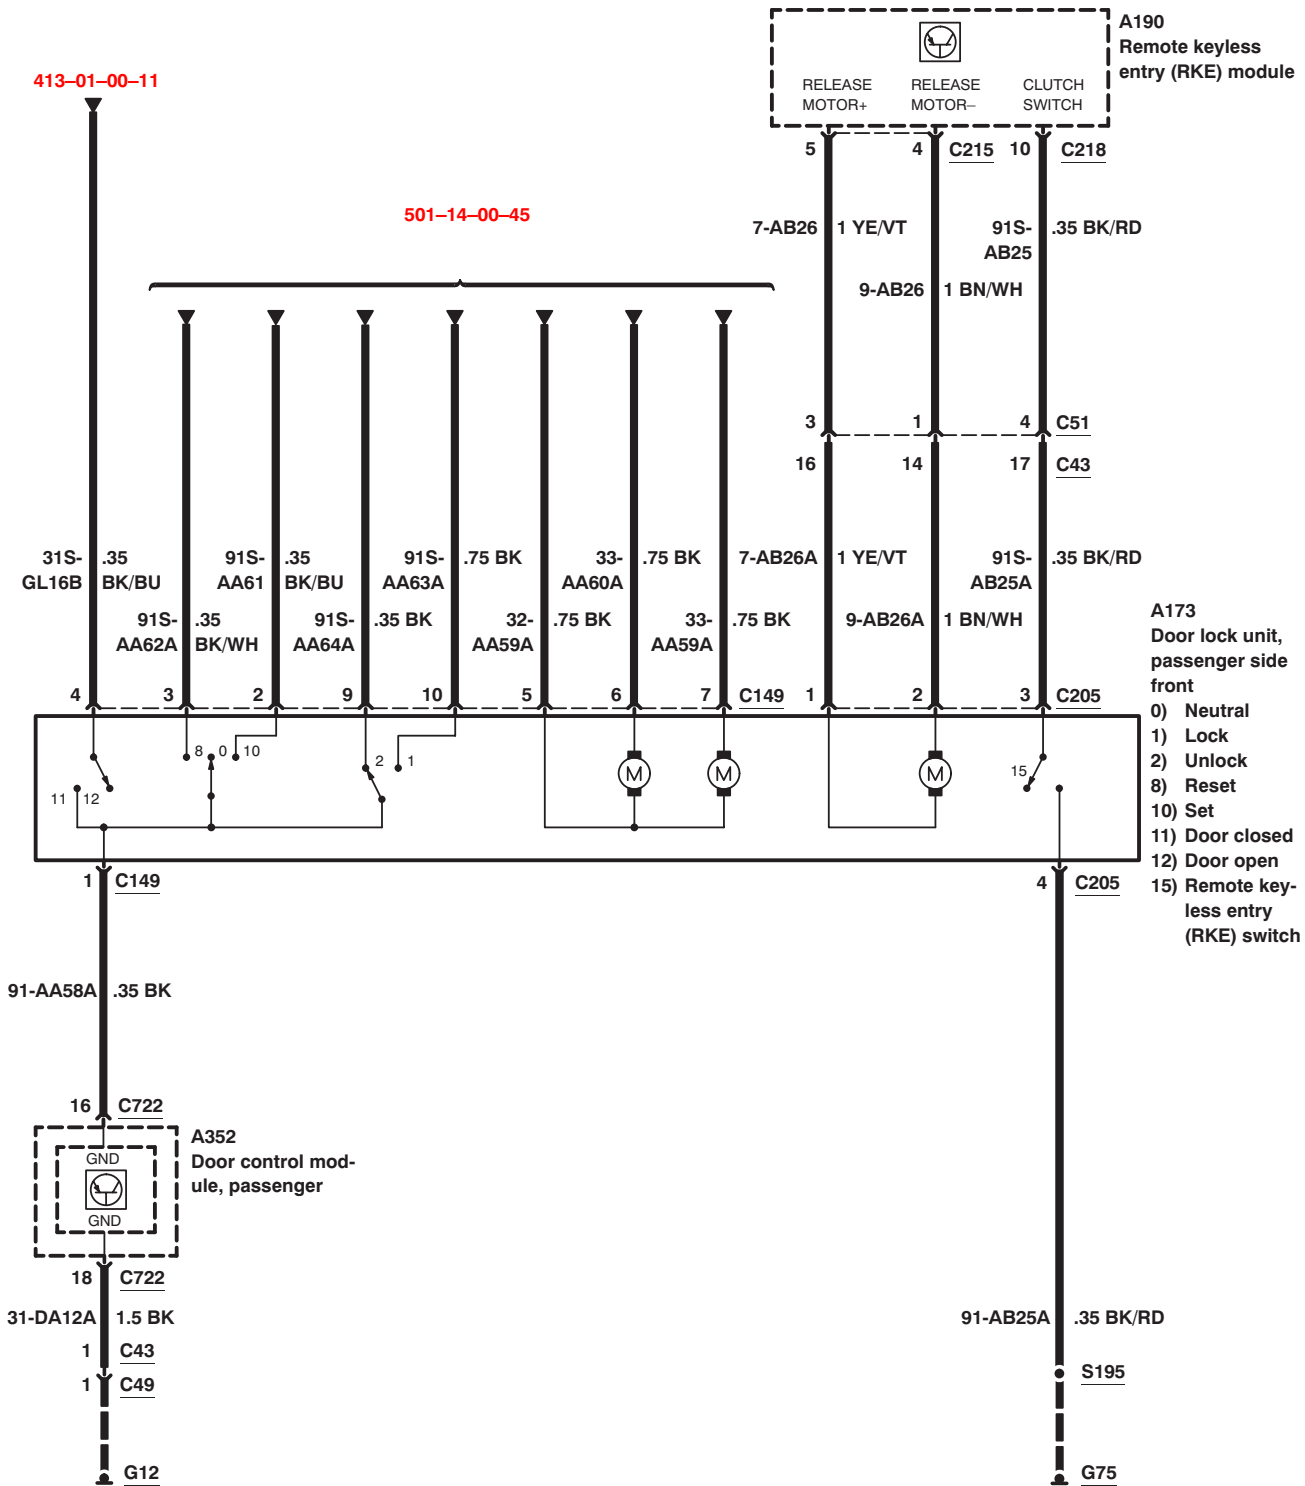 A190
Remote keyless
entry (RKE) module
RELEASE RELEASE CLUTCH
MOTOR+ MOTOR– SWITCH
413–01–00–11
5 4 C215 10 C218
501–14–00–45
7-AB26 1 YE/VT 91S- .35 BK/RD
AB25
9-AB26 1 BN/WH
3 1 4 C51
16 14 17 C43
31S- .35 91S- .35 91S- .75 BK 33- .75 BK 7-AB26A 1 YE/VT 91S- .35 BK/RD
GL16B BK/BU AA61 BK/BU AA63A AA60A AB25A
91S- .35 91S- .35 BK 32- .75 BK 33- .75 BK 9-AB26A 1 BN/WH
AA62A BK/WH AA64A AA59A AA59A
4 3 2 9 10 5 6 7 C149 1 2 3 C205
8 0 10 2 1 M M M 15
11 12
A173
Door lock unit,
passenger side
front
0) Neutral
1) Lock
2) Unlock
8) Reset
10) Set
11) Door closed
12) Door open
15) Remote key-
less entry
(RKE) switch
1 C149 4 C205
91-AA58A .35 BK
16 C722
A352
Door control mod-
ule, passenger
GND
GND
18 C722
31-DA12A 1.5 BK 91-AB25A .35 BK/RD
1 C43
1 C49 S195
G12 G75